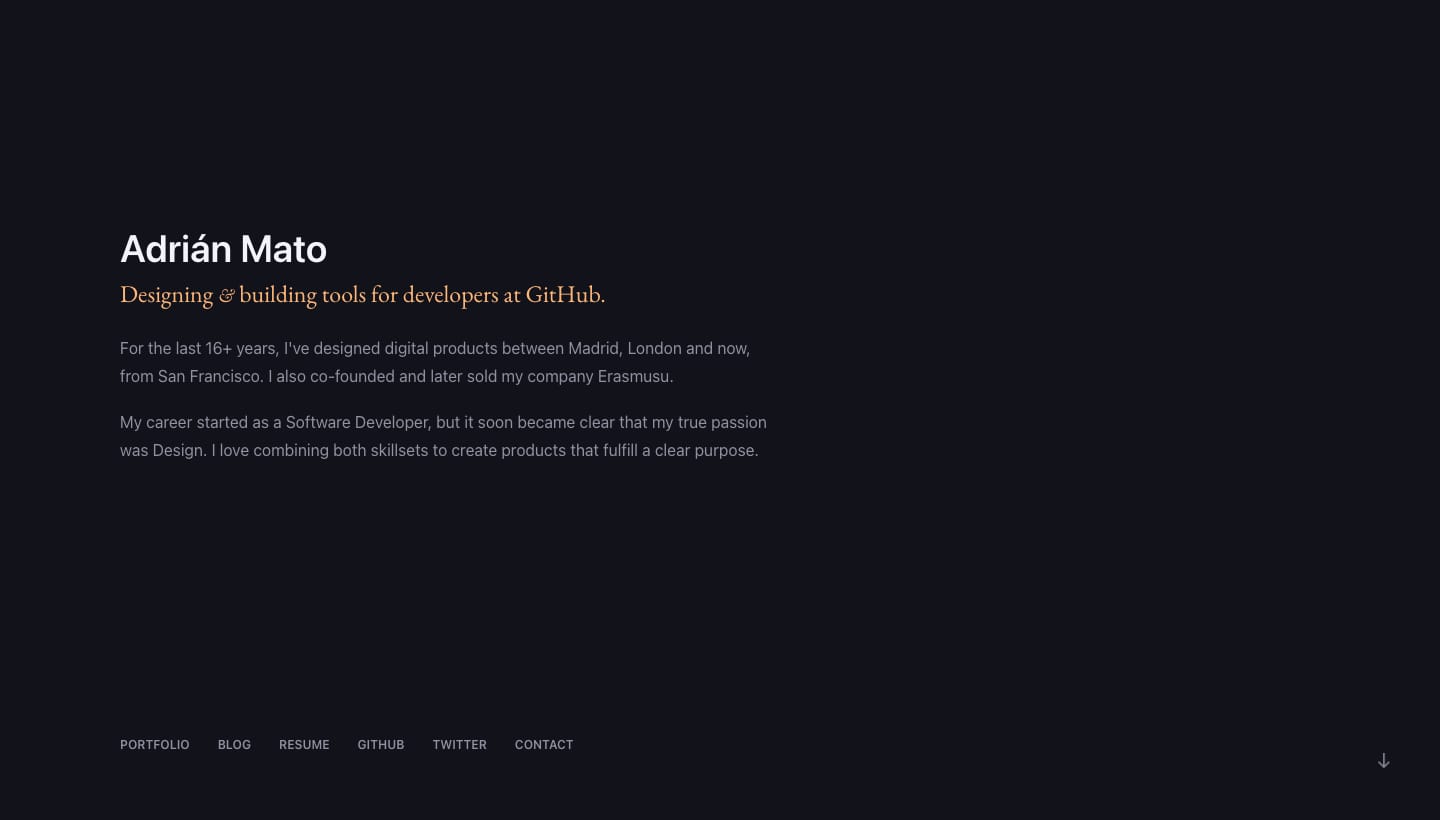 Adrián Mato
Designing & building tools for developers at GitHub.
For the last 16+ years, I've designed digital products between Madrid, London and now,
from San Francisco. I also co-founded and later sold my company Erasmusu.
My career started as a Software Developer, but it soon became clear that my true passion
was Design. I love combining both skillsets to create products that fulfill a clear purpose.
PORTFOLIO BLOG RESUME GITHUB TWITTER CONTACT